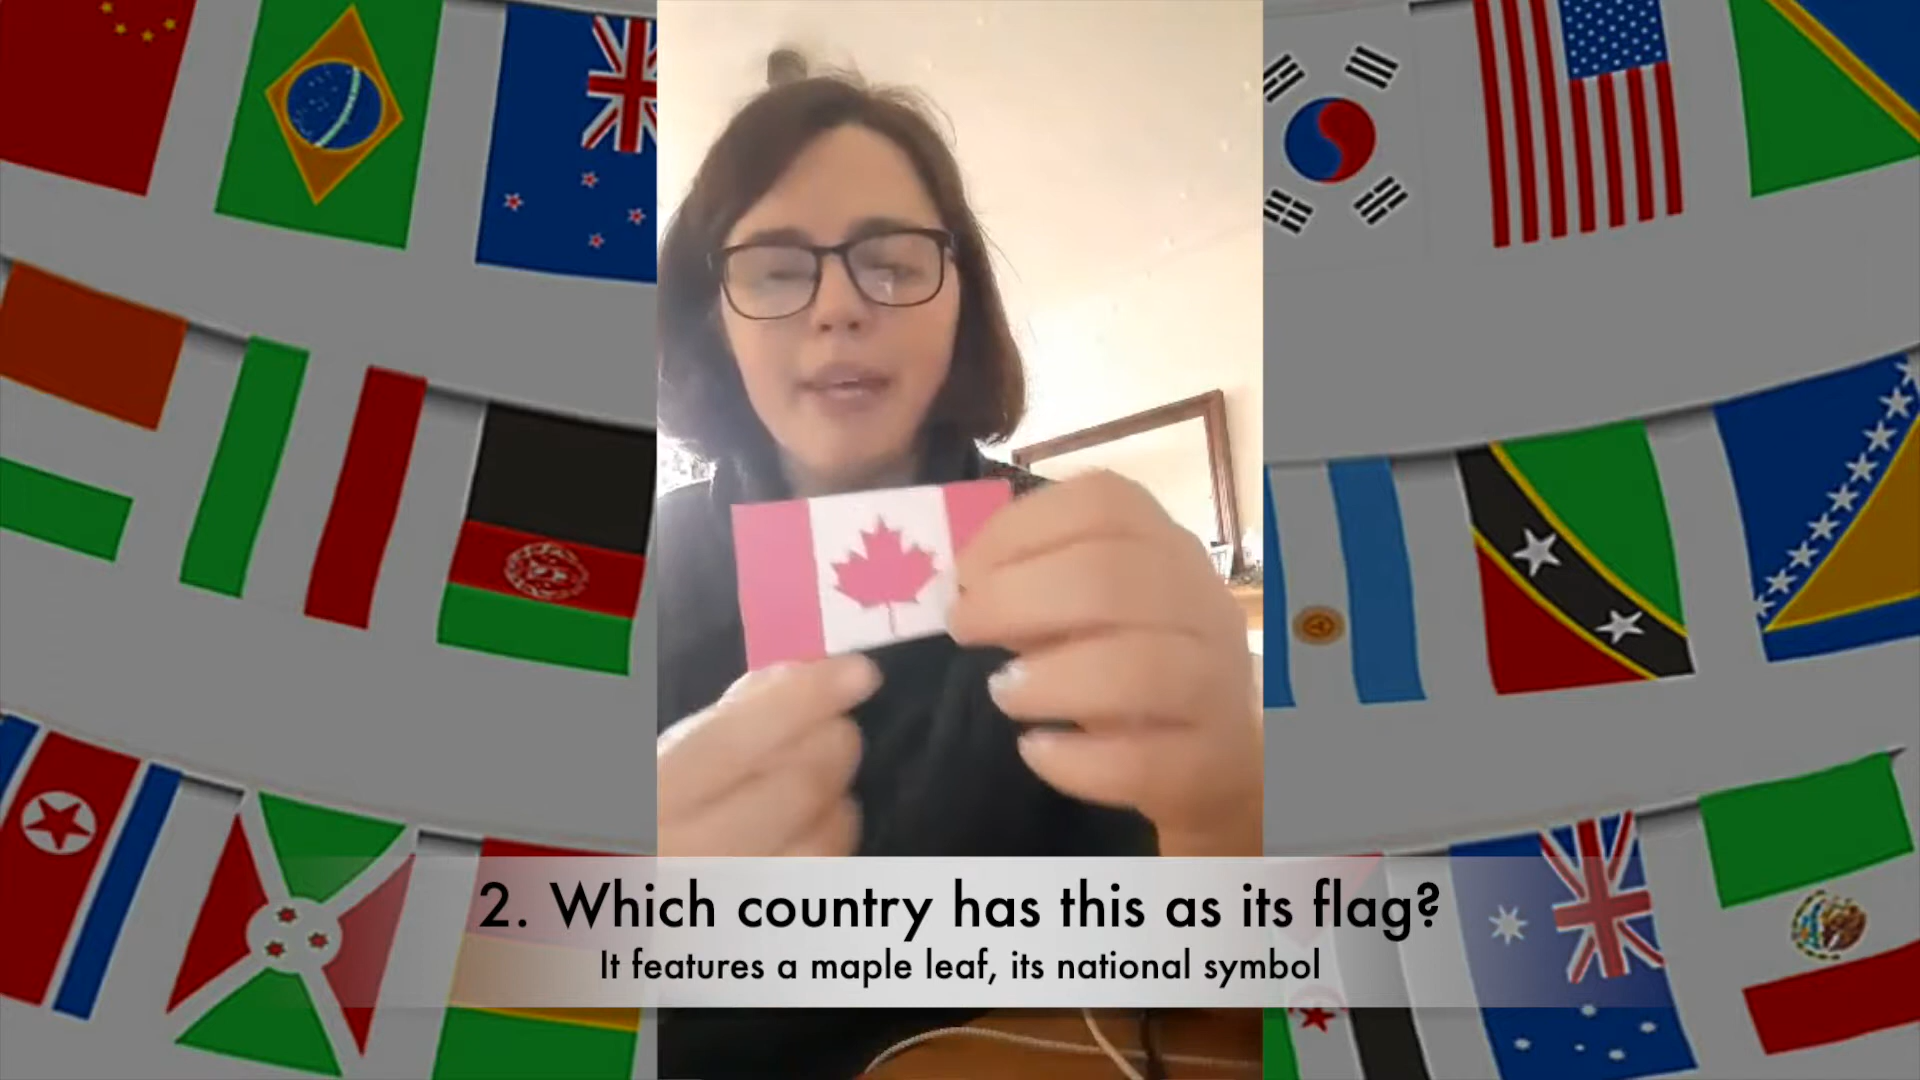 2. Which country has this as its flag?
It features a maple leaf, its national symbol